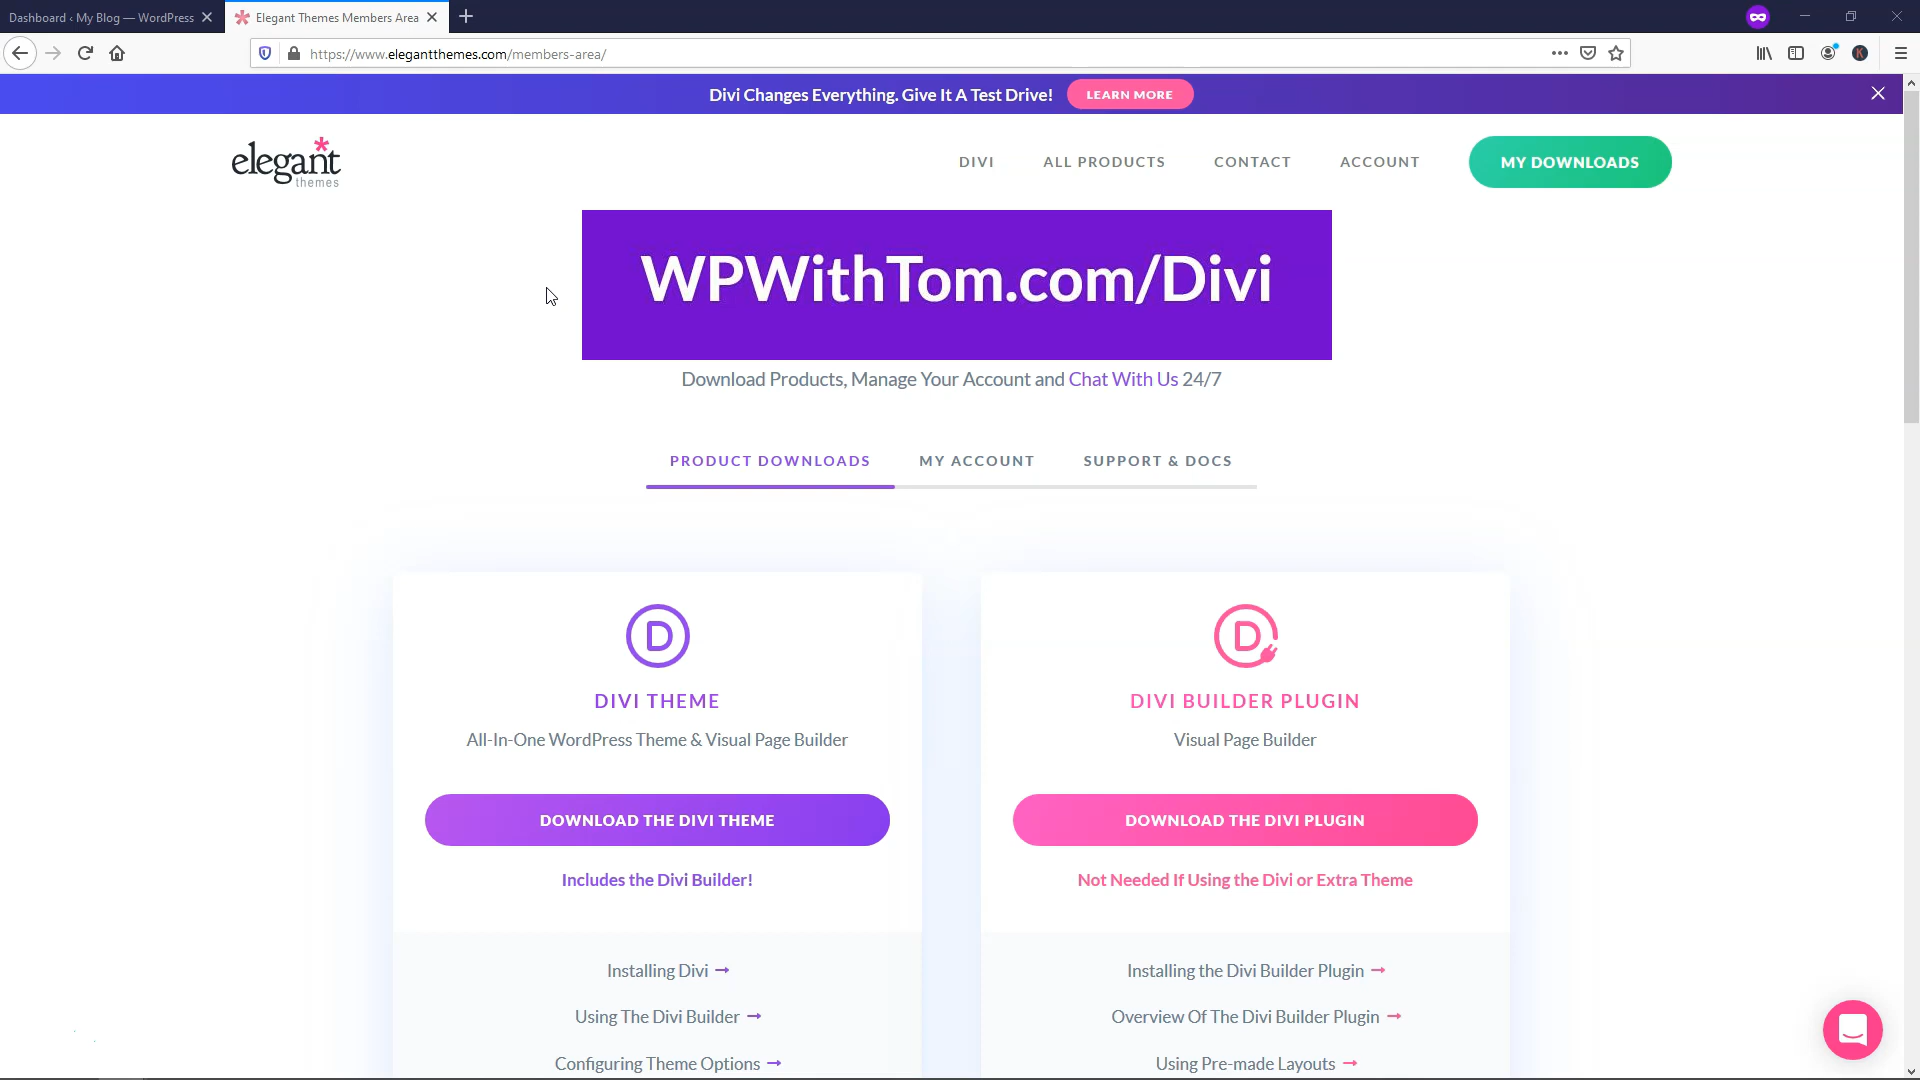 Dashboard ‹ My Blog — WordPress
Elegant Themes Members Area
https://www.elegantthemes.com/members-area/
Divi Changes Everything. Give It A Test Drive! LEARN MORE
elegant
themes
DIVI
ALL PRODUCTS
CONTACT
ACCOUNT
MY DOWNLOADS
WPWithTom.com/Divi
Download Products, Manage Your Account and Chat With Us 24/7
PRODUCT DOWNLOADS
MY ACCOUNT
SUPPORT & DOCS
D
DIVI THEME
All-In-One WordPress Theme & Visual Page Builder
DOWNLOAD THE DIVI THEME
Includes the Divi Builder!
Installing Divi
Using The Divi Builder
Configuring Theme Options
D
DIVI BUILDER PLUGIN
Visual Page Builder
DOWNLOAD THE DIVI PLUGIN
Not Needed If Using the Divi or Extra Theme
Installing the Divi Builder Plugin
Overview Of The Divi Builder Plugin
Using Pre-made Layouts